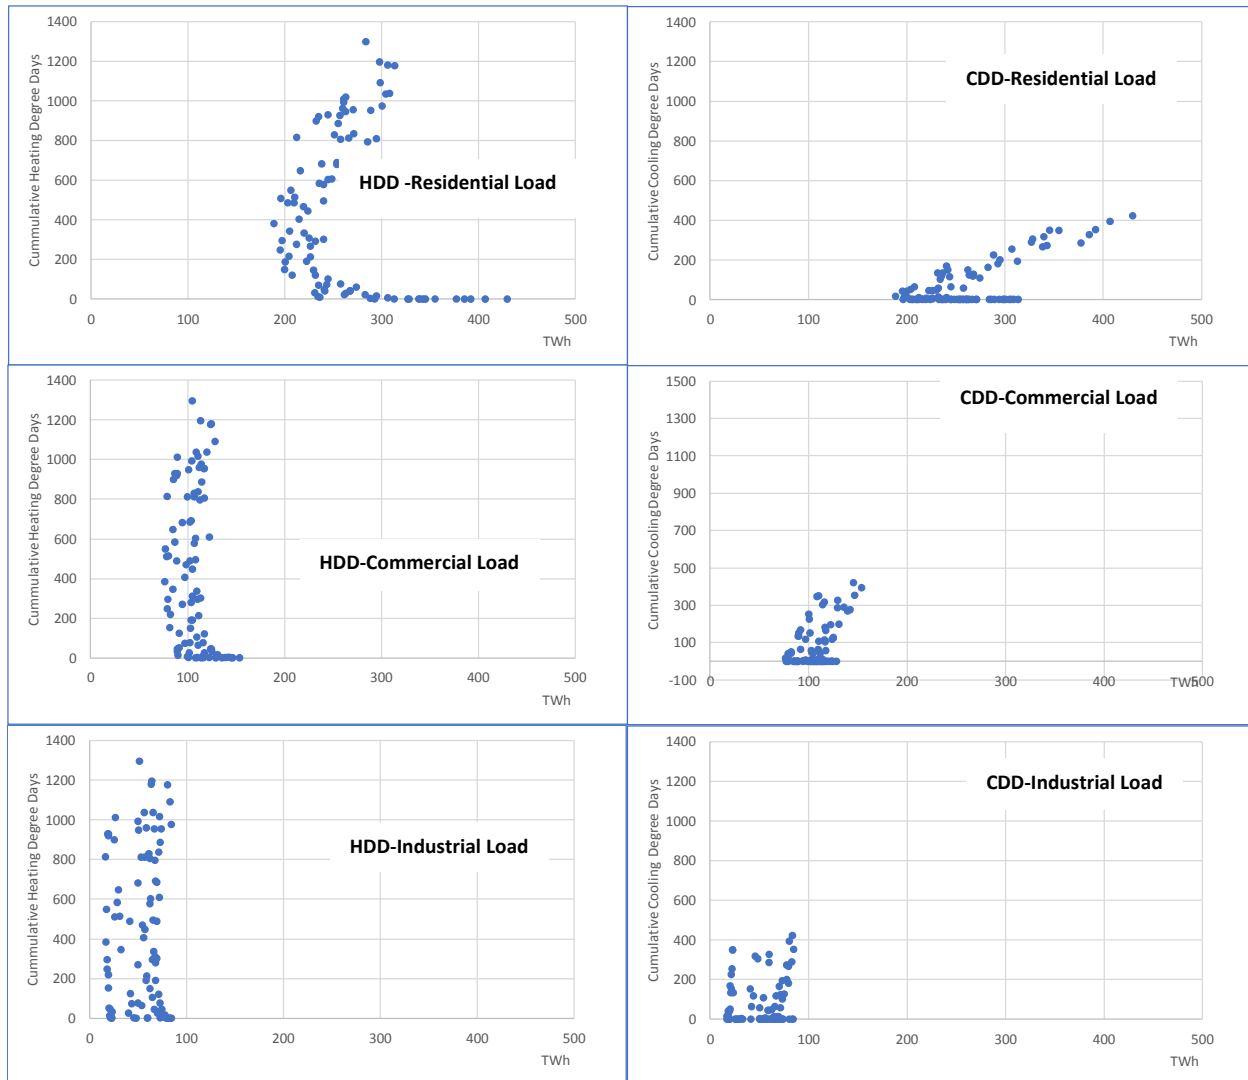 HDD -Residential Load
Cummulative Heating Degree Days
1400
1200
1000
800
600
400
200
0
0 100 200 300 400 500
TWh
CDD-Residential Load
Cumulative Cooling Degree Days
1400
1200
1000
800
600
400
200
0
0 100 200 300 400 500
TWh
HDD-Commercial Load
Cummulative Heating Degree Days
1400
1200
1000
800
600
400
200
0
0 100 200 300 400 500
TWh
CDD-Commercial Load
Cumulative Cooling Degree Days
1500
1300
1100
900
700
500
300
100
-100
0 100 200 300 400 500
TWh
HDD-Industrial Load
Cummulative Heating Degree Days
1400
1200
1000
800
600
400
200
0
0 100 200 300 400 500
TWh
CDD-Industrial Load
Cumulative Cooling Degree Days
1400
1200
1000
800
600
400
200
0
0 100 200 300 400 500
TWh